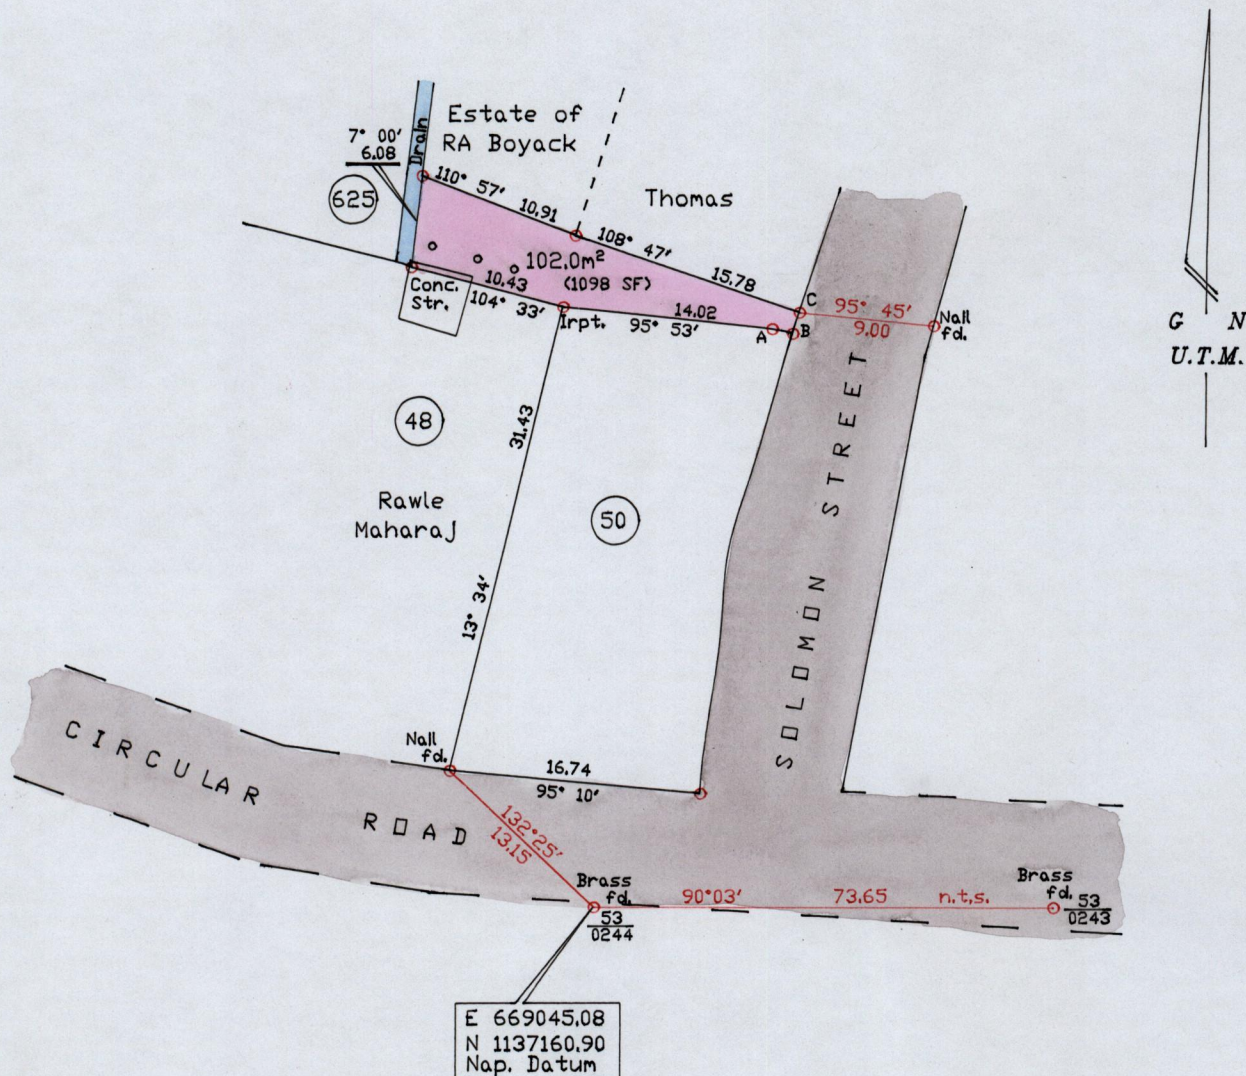 Estate of
RA Boyack
7° 00'
6.08
Drain
625
110° 57'
10.91
Thomas
108° 47'
15.78
102.0m²
(1098 SF)
10.43
104° 33'
Conc.
Str.
Irpt.
14.02
95° 53'
A
B
C
95° 45'
9.00
Nail
fd.
G N
U.T.M.
48
31.43
13° 34'
Rawle
Maharaj
50
SOLOMON STREET
CIRCULAR ROAD
Nail
fd.
16.74
95° 10'
132°25'
13.15
Brass
fd.
53
0244
90°03'
73.65
n.t.s.
Brass
fd.
53
0243
E 669045.08
N 1137160.90
Nap. Datum